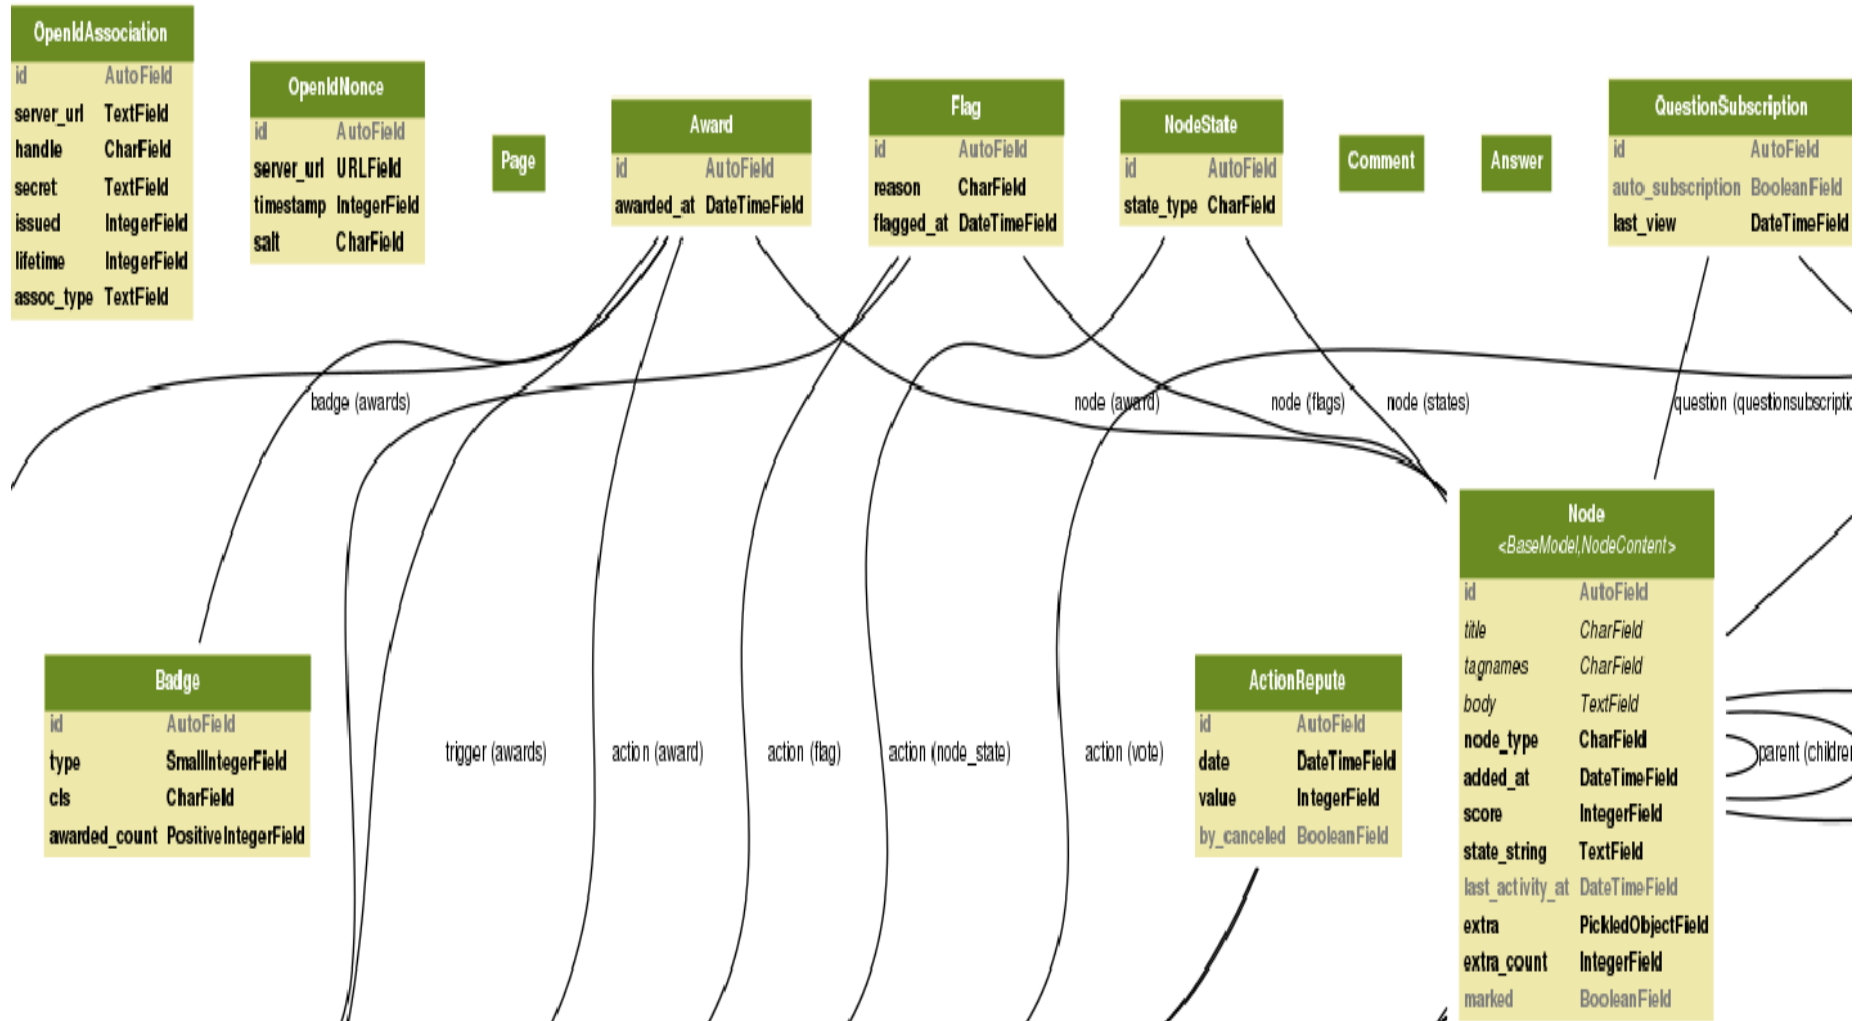 OpenIdAssociation
id AutoField
server_url TextField
handle CharField
secret TextField
issued IntegerField
lifetime IntegerField
assoc_type TextField
OpenIdNonce
id AutoField
server_url URLField
timestamp IntegerField
salt CharField
Page
Award
id AutoField
awarded_at DateTimeField
Flag
id AutoField
reason CharField
flagged_at DateTimeField
NodeState
id AutoField
state_type CharField
Comment
Answer
QuestionSubscription
id AutoField
auto_subscription BooleanField
last_view DateTimeField
badge (awards)
node (award)
node (flags)
node (states)
question (questionsubscriptio
Node
<BaseModel,NodeContent>
id AutoField
title CharField
tagnames CharField
body TextField
node_type CharField
added_at DateTimeField
score IntegerField
state_string TextField
last_activity_at DateTimeField
extra PickledObjectField
extra_count IntegerField
marked BooleanField
Badge
id AutoField
type SmallIntegerField
cls CharField
awarded_count PositiveIntegerField
trigger (awards)
action (award)
action (flag)
action (node_state)
action (vote)
ActionRepute
id AutoField
date DateTimeField
value IntegerField
by_canceled BooleanField
parent (children